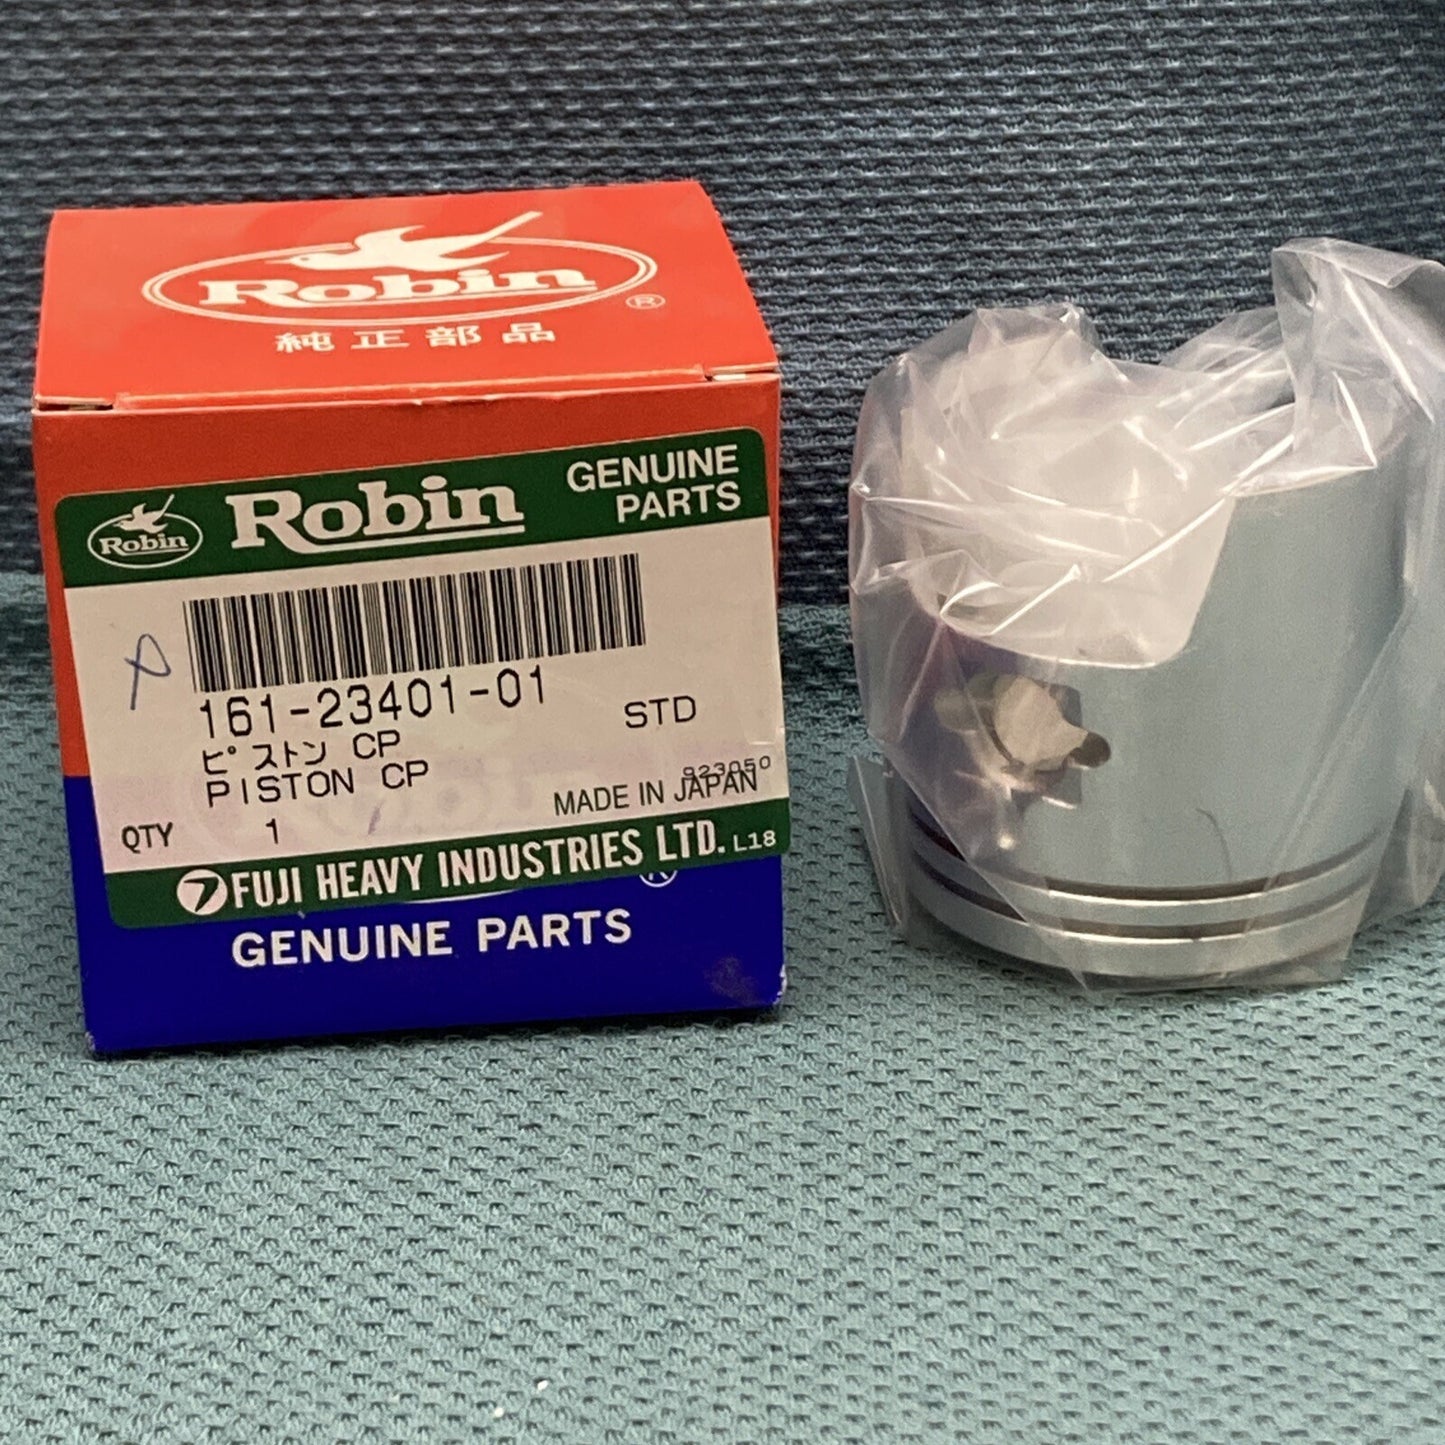 Robin®
純正部品
Robin
Robin
GENUINE
PARTS
161-23401-01
STD
ピストン CP
PISTON CP
923050
MADE IN JAPAN
QTY 1
FUJI HEAVY INDUSTRIES LTD. L18
®
GENUINE PARTS